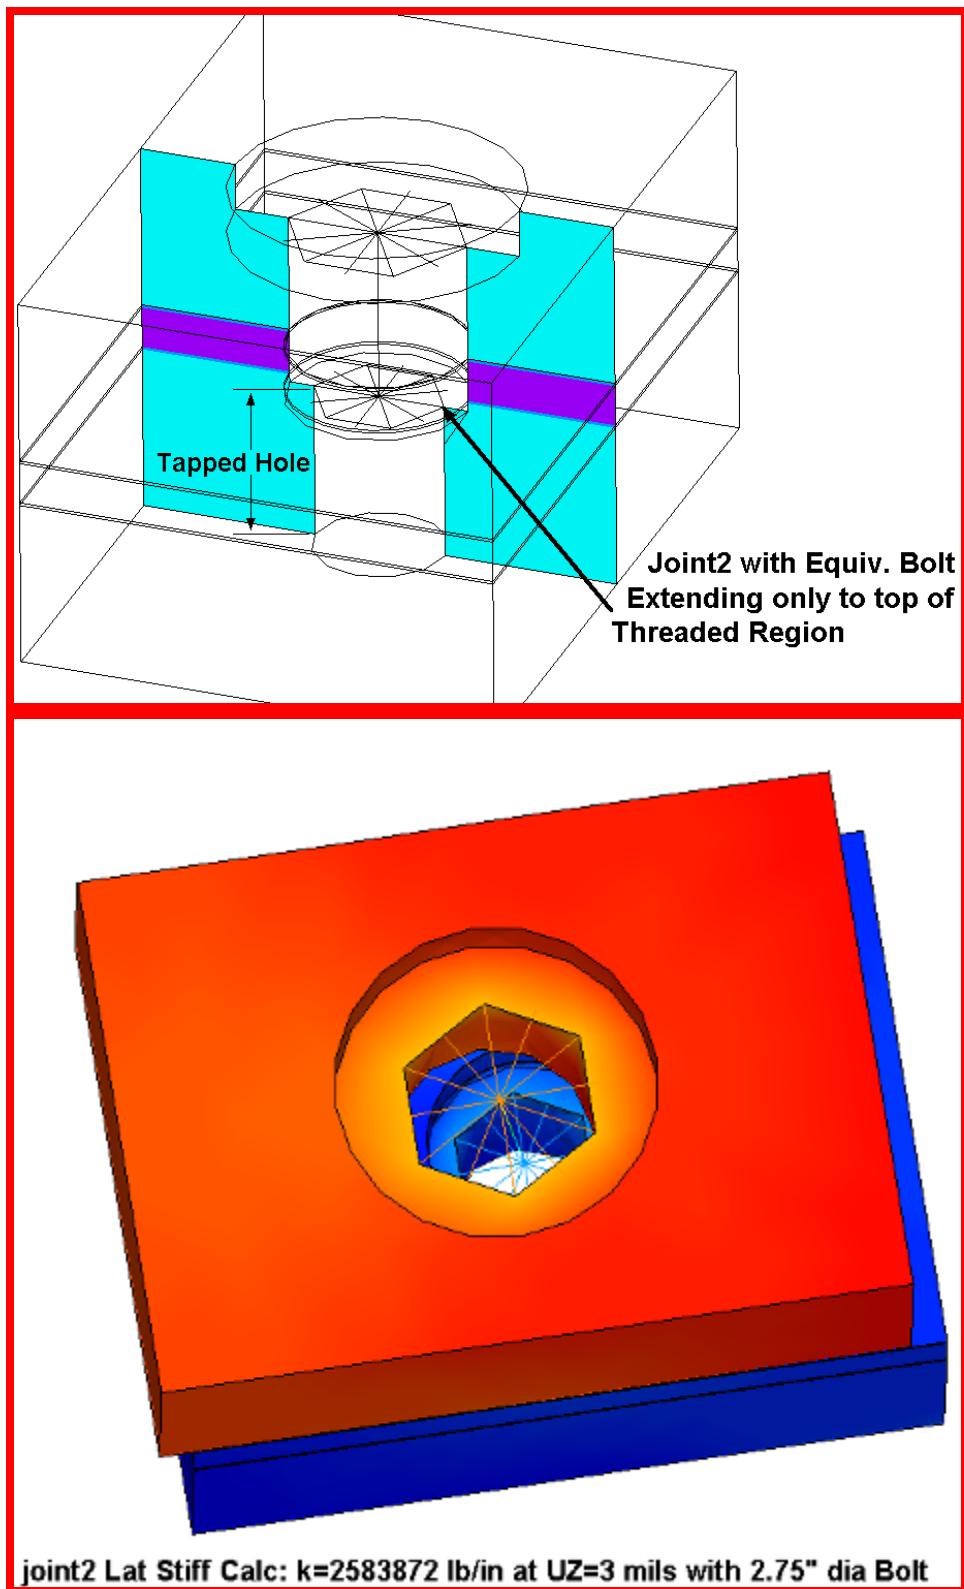 Tapped Hole
Joint2 with Equiv. Bolt
Extending only to top of
Threaded Region
joint2 Lat Stiff Calc: k=2583872 lb/in at UZ=3 mils with 2.75" dia Bolt